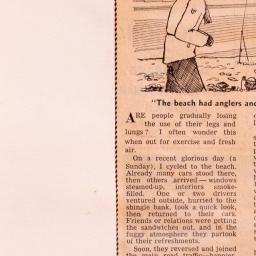 "The beach had anglers and
ARE people gradually losing
the use of their legs and
lungs? I often wonder this
when out for exercise and fresh
air.
On a recent glorious day (a
Sunday), I cycled to the beach.
Already many cars stood there,
then others arrived—windows
steamed-up, interiors smoke-
filled. One or two drivers
ventured outside, hurried to the
shingle bank, took a quick look,
then returned to their cars.
Friends or relations were getting
the sandwiches out, and in the
fuggy atmosphere they partook
of their refreshments.
Soon, they reversed and joined
the main road traffic—happier